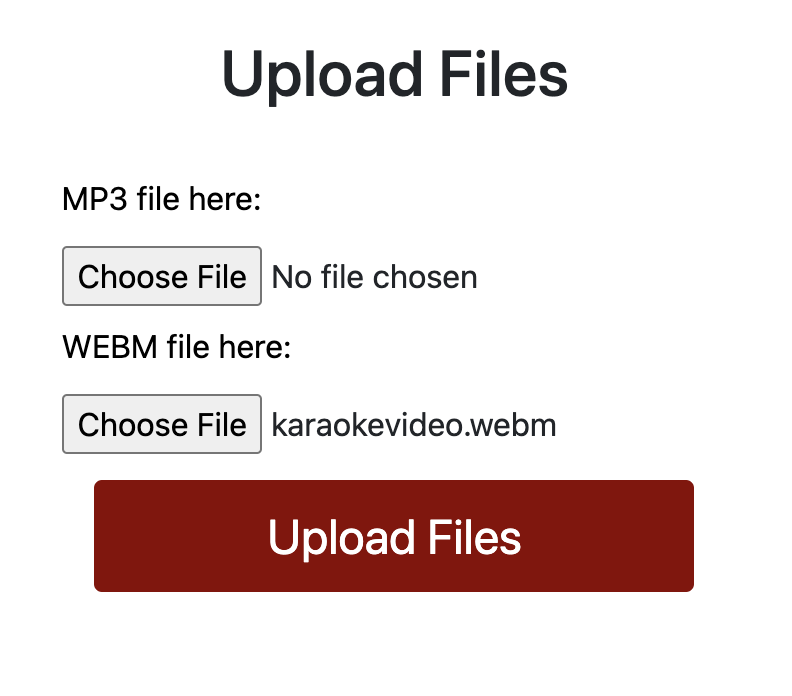 Upload Files
MP3 file here:
Choose File No file chosen
WEBM file here:
Choose File karaokevideo.webm
Upload Files